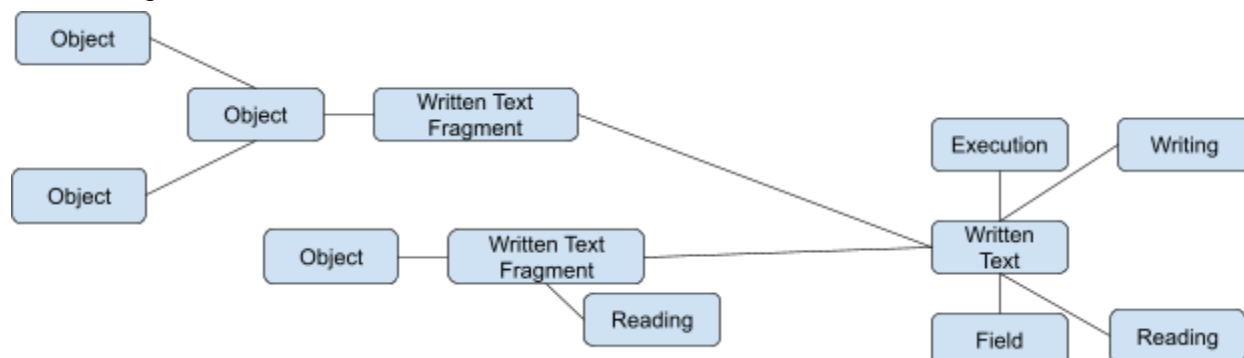 Object
Object
Written Text
Fragment
Object
Execution
Writing
Written
Text
Object
Written Text
Fragment
Reading
Field
Reading